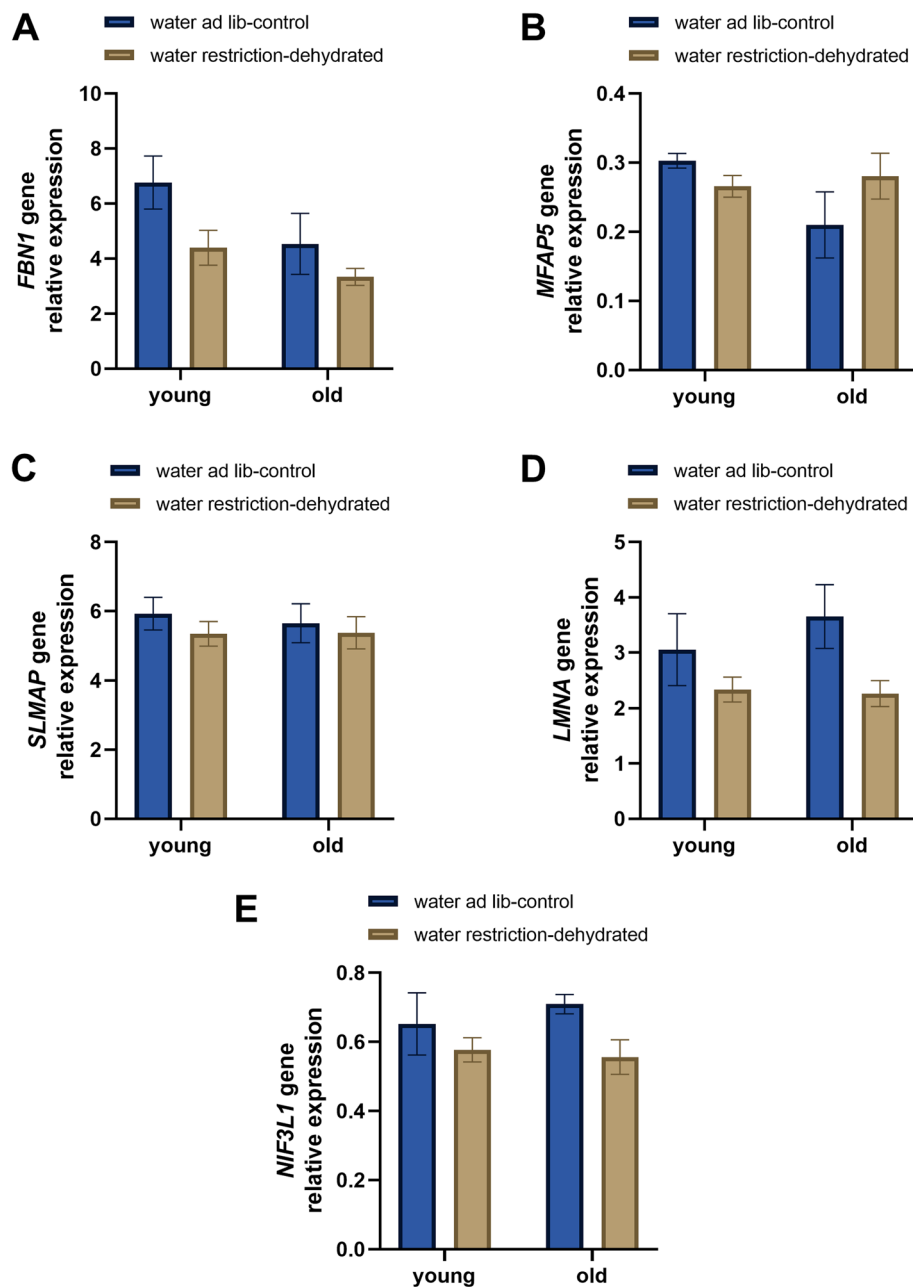 A
water ad lib-control
water restriction-dehydrated
FBN1 gene
relative expression
10
8
6
4
2
0
young
old
B
water ad lib-control
water restriction-dehydrated
MFAP5 gene
relative expression
0.4
0.3
0.2
0.1
0.0
young
old
C
water ad lib-control
water restriction-dehydrated
SLMAP gene
relative expression
8
6
4
2
0
young
old
D
water ad lib-control
water restriction-dehydrated
LMNA gene
relative expression
5
4
3
2
1
0
young
old
E
water ad lib-control
water restriction-dehydrated
NIF3L1 gene
relative expression
0.8
0.6
0.4
0.2
0.0
young
old